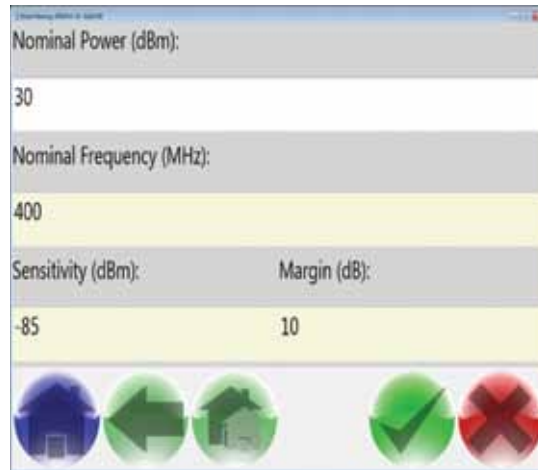 Nominal Power (dBm):
30
Nominal Frequency (MHz):
400
Sensitivity (dBm): Margin (dB):
-85 10